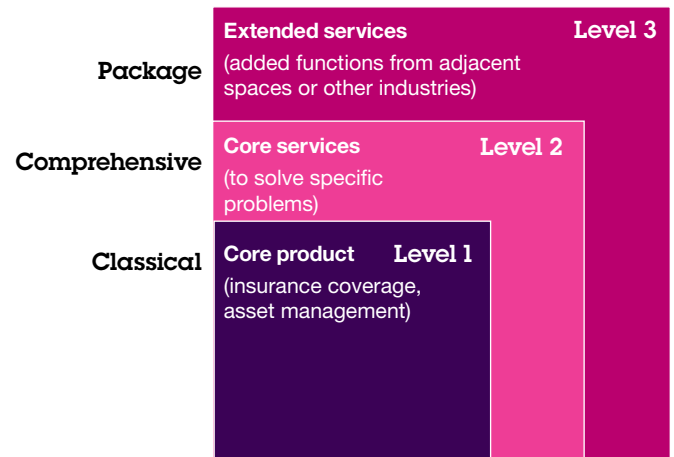 Extended services Level 3
Package (added functions from adjacent
spaces or other industries)
Comprehensive Core services Level 2
(to solve specific
problems)
Classical Core product Level 1
(insurance coverage,
asset management)